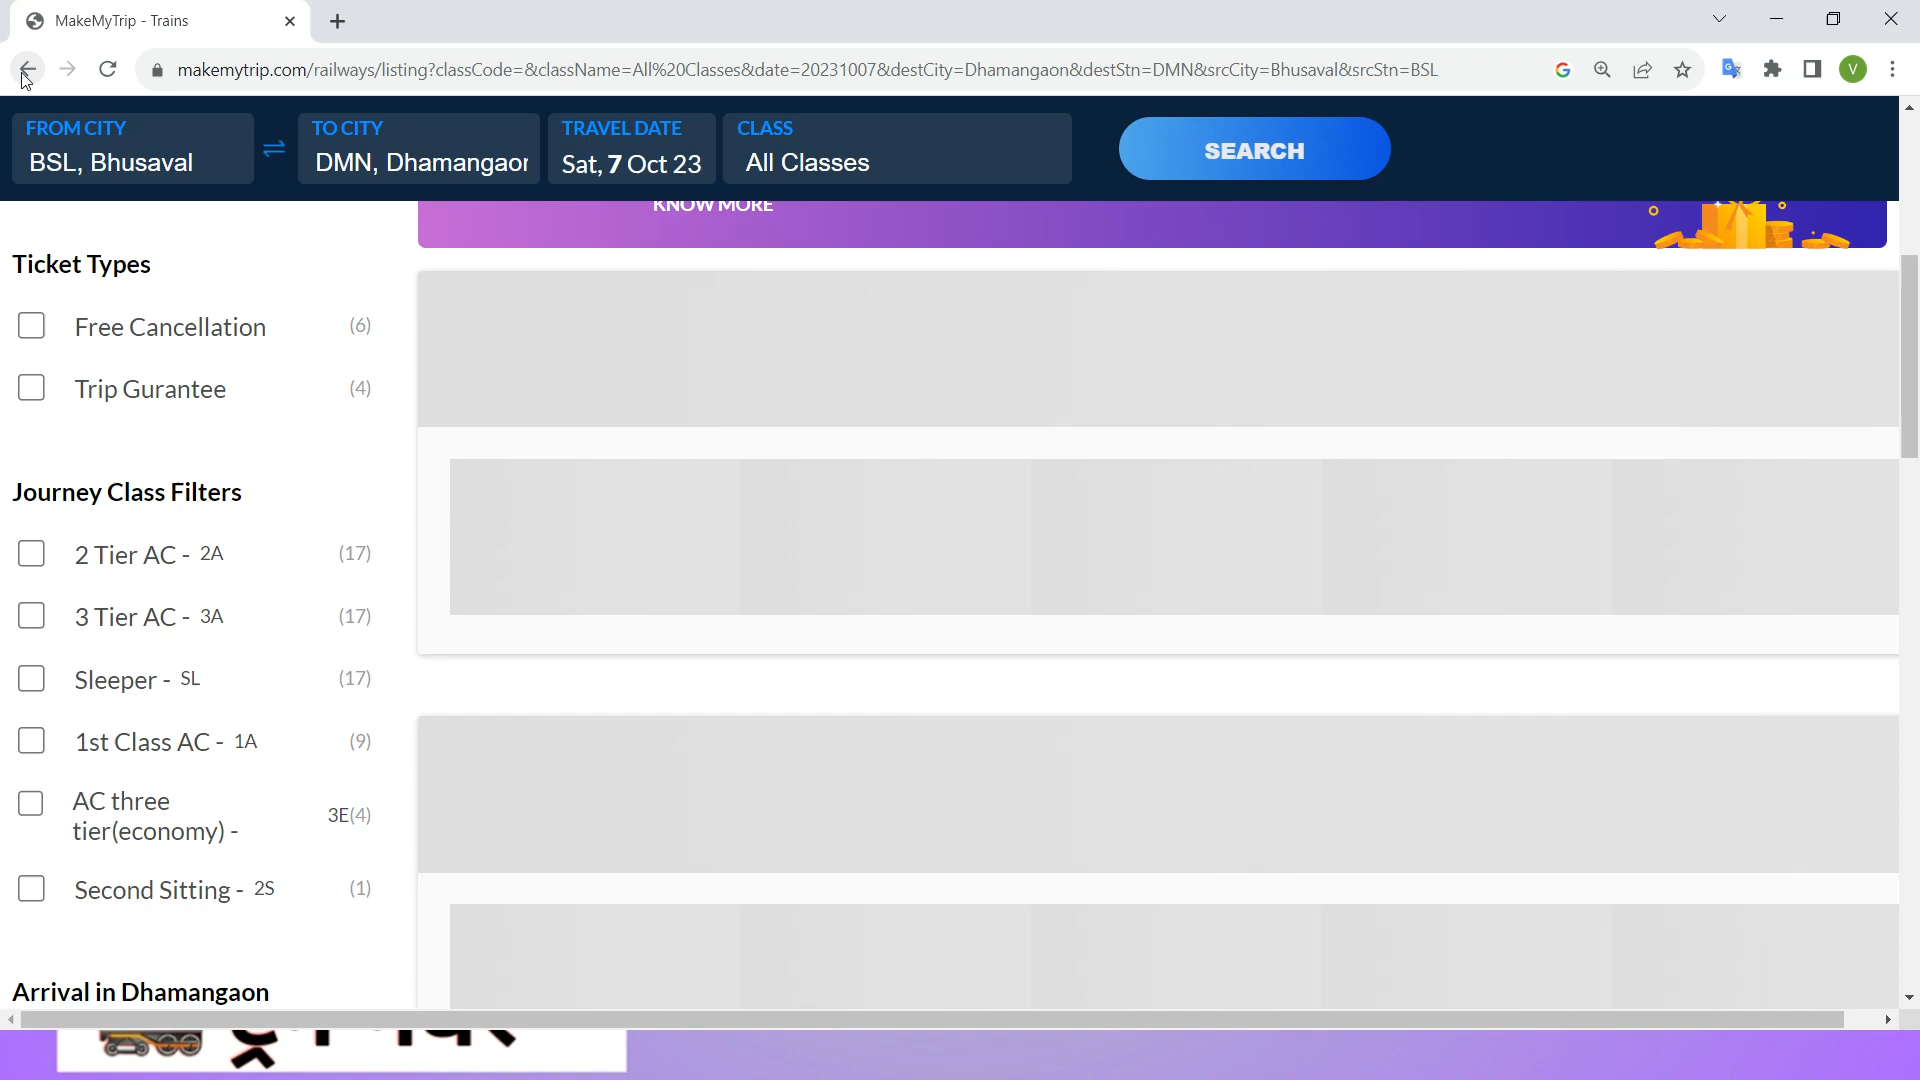 MakeMyTrip - Trains
makemytrip.com/railways/listing?classCode=&className=All%20Classes&date=20231007&destCity=Dhamangaon&destStn=DMN&srcCity=Bhusaval&srcStn=BSL
V
FROM CITY
BSL, Bhusaval
TO CITY
DMN, Dhamangaon
TRAVEL DATE
Sat, 7 Oct 23
CLASS
All Classes
SEARCH
KNOW MORE
Ticket Types
Free Cancellation (6)
Trip Gurantee (4)
Journey Class Filters
2 Tier AC - 2A (17)
3 Tier AC - 3A (17)
Sleeper - SL (17)
1st Class AC - 1A (9)
AC three
tier(economy) - 3E(4)
Second Sitting - 2S (1)
Arrival in Dhamangaon